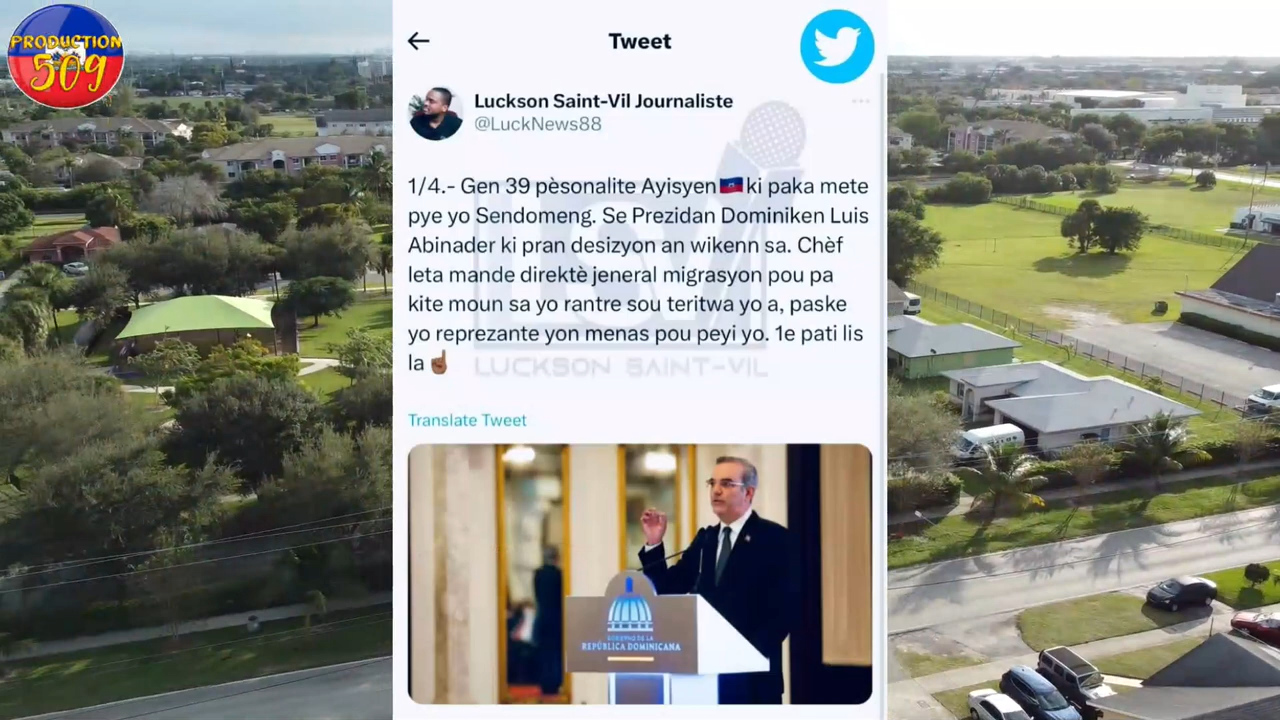 PRODUCTION
509
Tweet
Luckson Saint-Vil Journaliste
@LuckNews88
1/4.- Gen 39 pèsonalite Ayisyen🇭🇹ki paka mete
pye yo Sendomeng. Se Prezidan Dominiken Luis
Abinader ki pran desizyon an wikenn sa. Chèf
leta mande direktè jeneral migrasyon pou pa
kite moun sa yo rantre sou teritwa yo a, paske
yo reprezante yon menas pou peyi yo. 1e pati lis
la☝🏾
LUCKSON SAINT-VIL
Translate Tweet
GOBIERNO DE LA
REPÚBLICA DOMINICANA